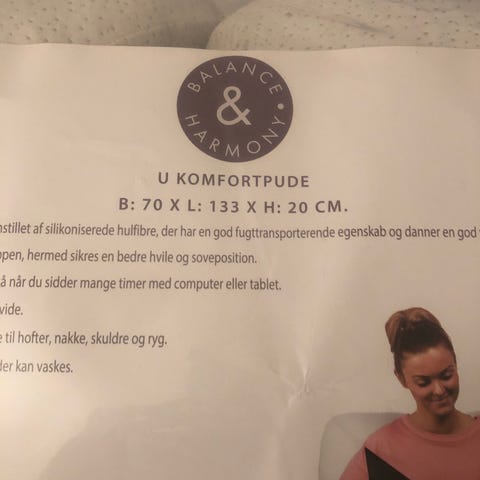 BALANCE
&
HARMONY
U KOMFORTPUDE
B: 70 X L: 133 X H: 20 CM.
nstillet af silikoniserede hulfibre, der har en god fugttransporterende egenskab og danner en god
ppen, hermed sikres en bedre hvile og soveposition.
å når du sidder mange timer med computer eller tablet.
vide.
e til hofter, nakke, skuldre og ryg.
der kan vaskes.